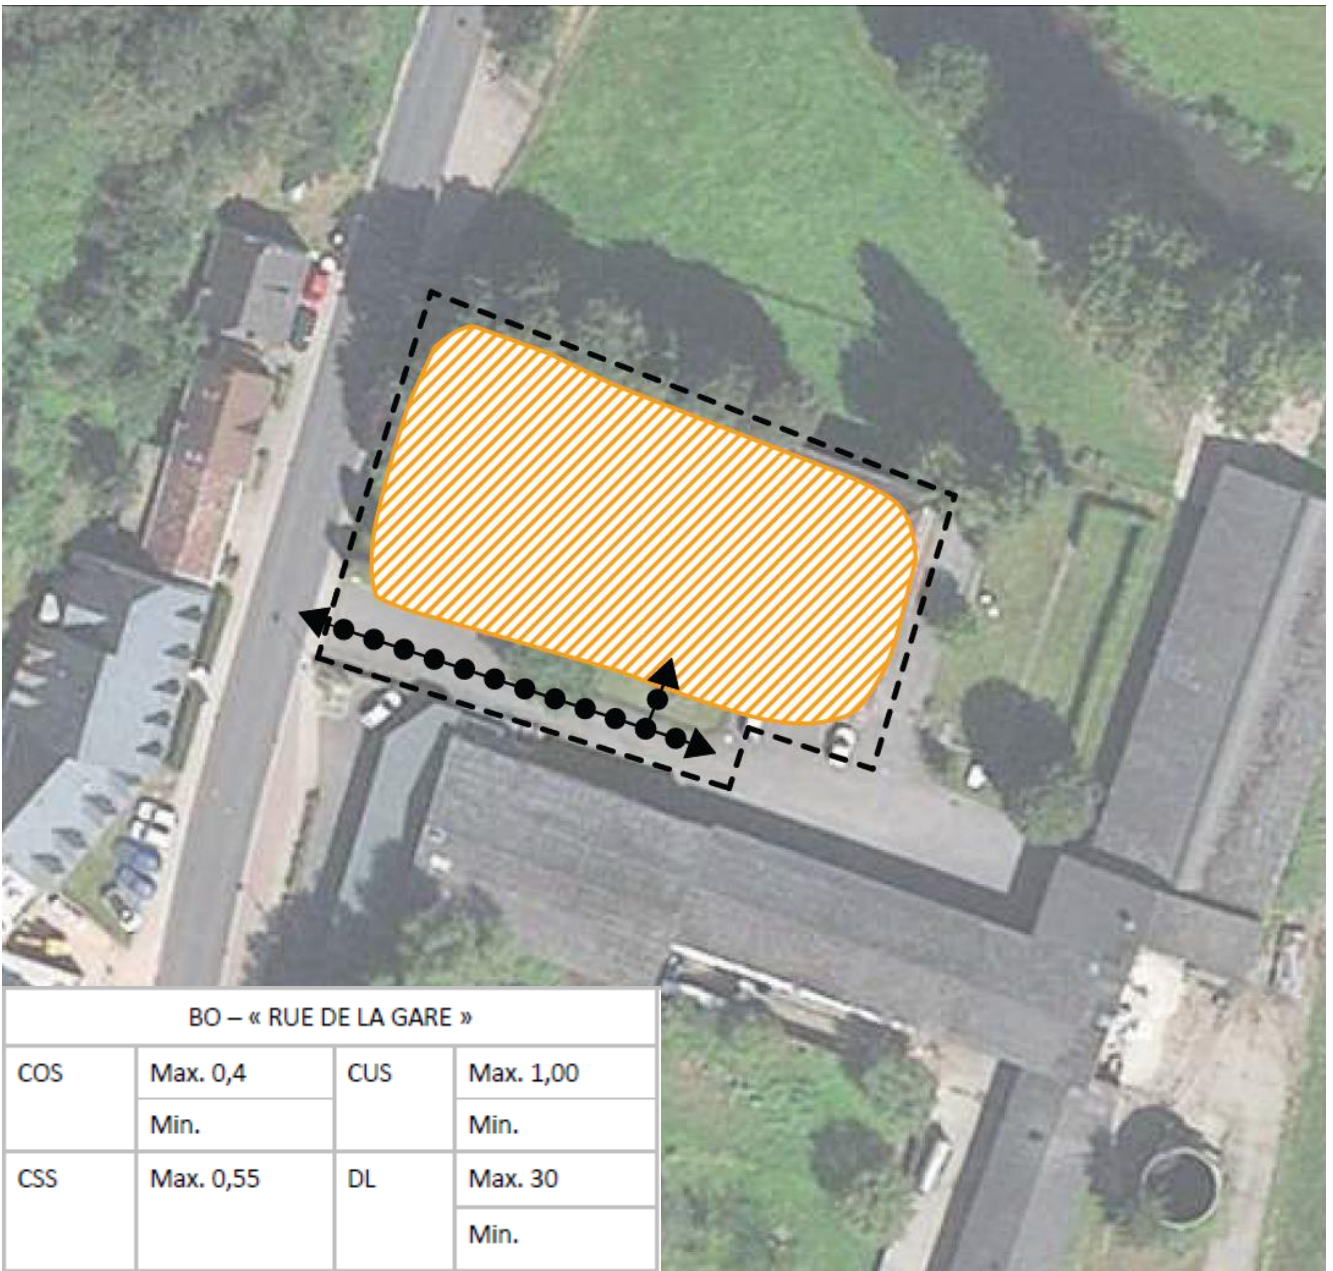 BO – « RUE DE LA GARE »
COS Max. 0,4 CUS Max. 1,00
Min. Min.
CSS Max. 0,55 DL Max. 30
Min.